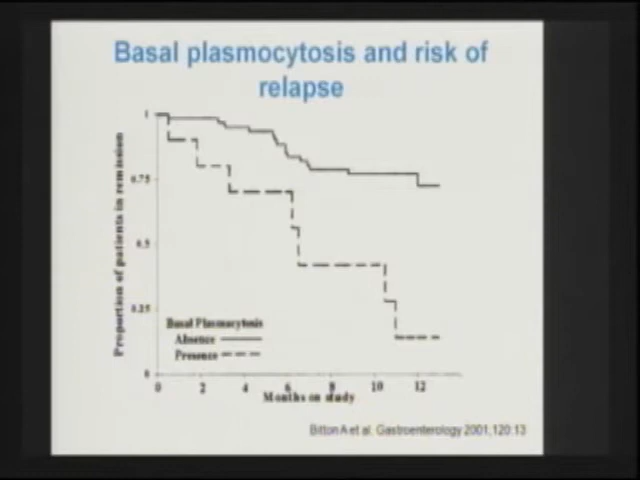 Basal plasmocytosis and risk of
relapse
Proportion of patients in remission
1
0.75
0.5
0.25
0
Basal Plasmacytosis
Absence
Presence
0 2 4 6 8 10 12
Months on study
Bitton A et al. Gastroenterology 2001,120:13